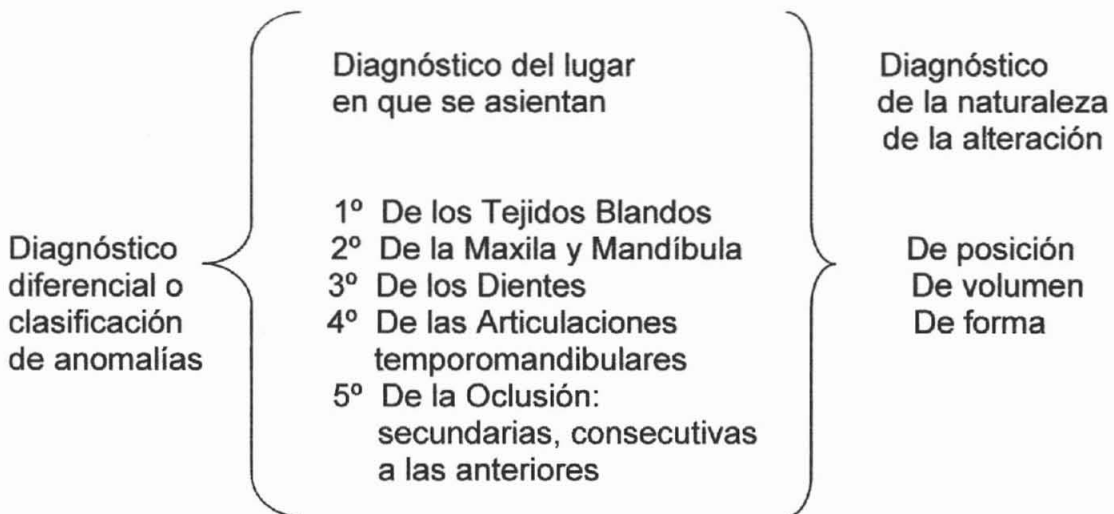 Diagnóstico
diferencial o
clasificación
de anomalías
Diagnóstico del lugar
en que se asientan
1º De los Tejidos Blandos
2º De la Maxila y Mandíbula
3º De los Dientes
4º De las Articulaciones
temporomandibulares
5º De la Oclusión:
secundarias, consecutivas
a las anteriores
Diagnóstico
de la naturaleza
de la alteración
De posición
De volumen
De forma